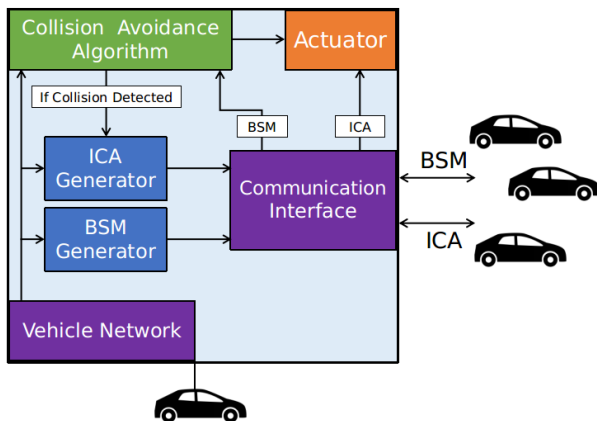 Collision Avoidance
Algorithm
Actuator
If Collision Detected
BSM
ICA
ICA
Generator
Communication
Interface
BSM
BSM
Generator
ICA
Vehicle Network